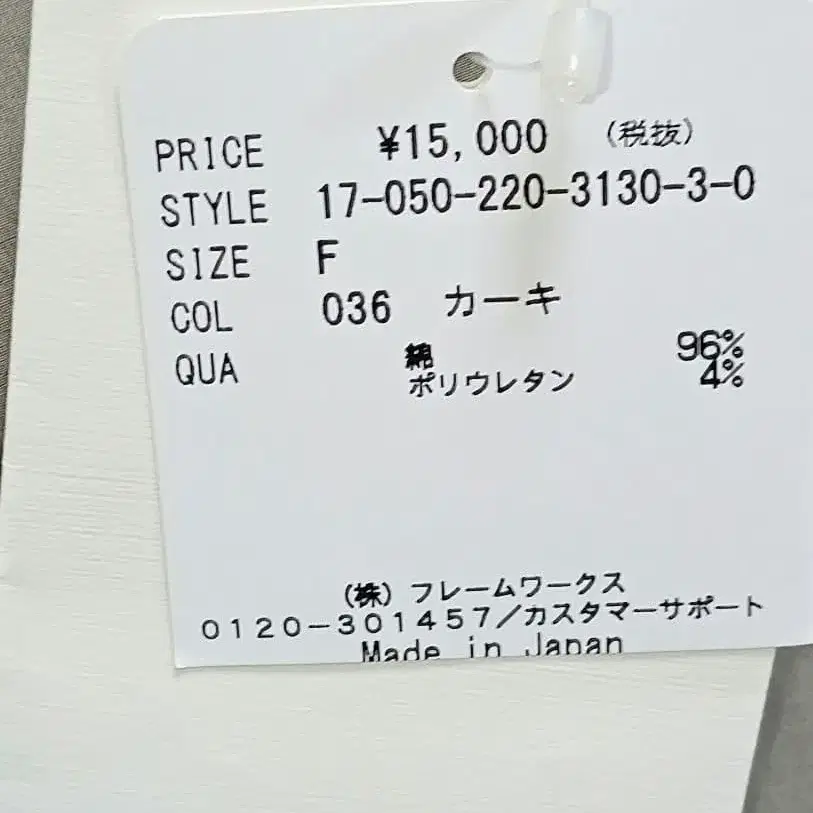 PRICE ¥15,000 (税抜)
STYLE 17-050-220-3130-3-0
SIZE F
COL 036 カーキ
QUA 綿 96%
ポリウレタン 4%
(株) フレームワークス
0120-301457/カスタマーサポート
Made in Japan